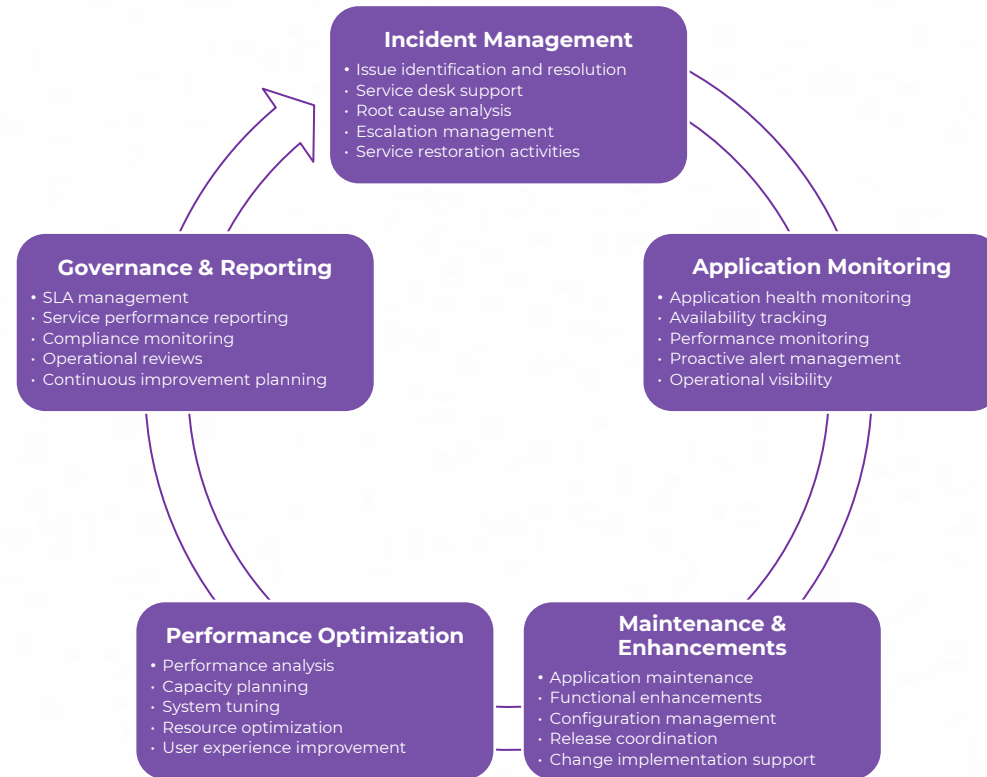 Incident Management
• Issue identification and resolution
• Service desk support
• Root cause analysis
• Escalation management
• Service restoration activities
Application Monitoring
• Application health monitoring
• Availability tracking
• Performance monitoring
• Proactive alert management
• Operational visibility
Maintenance &
Enhancements
• Application maintenance
• Functional enhancements
• Configuration management
• Release coordination
• Change implementation support
Performance Optimization
• Performance analysis
• Capacity planning
• System tuning
• Resource optimization
• User experience improvement
Governance & Reporting
• SLA management
• Service performance reporting
• Compliance monitoring
• Operational reviews
• Continuous improvement planning